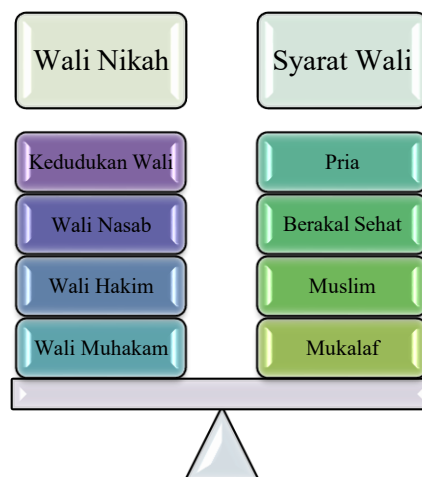 Wali Nikah
Syarat Wali
Kedudukan Wali
Pria
Wali Nasab
Berakal Sehat
Wali Hakim
Muslim
Wali Muhakam
Mukalaf